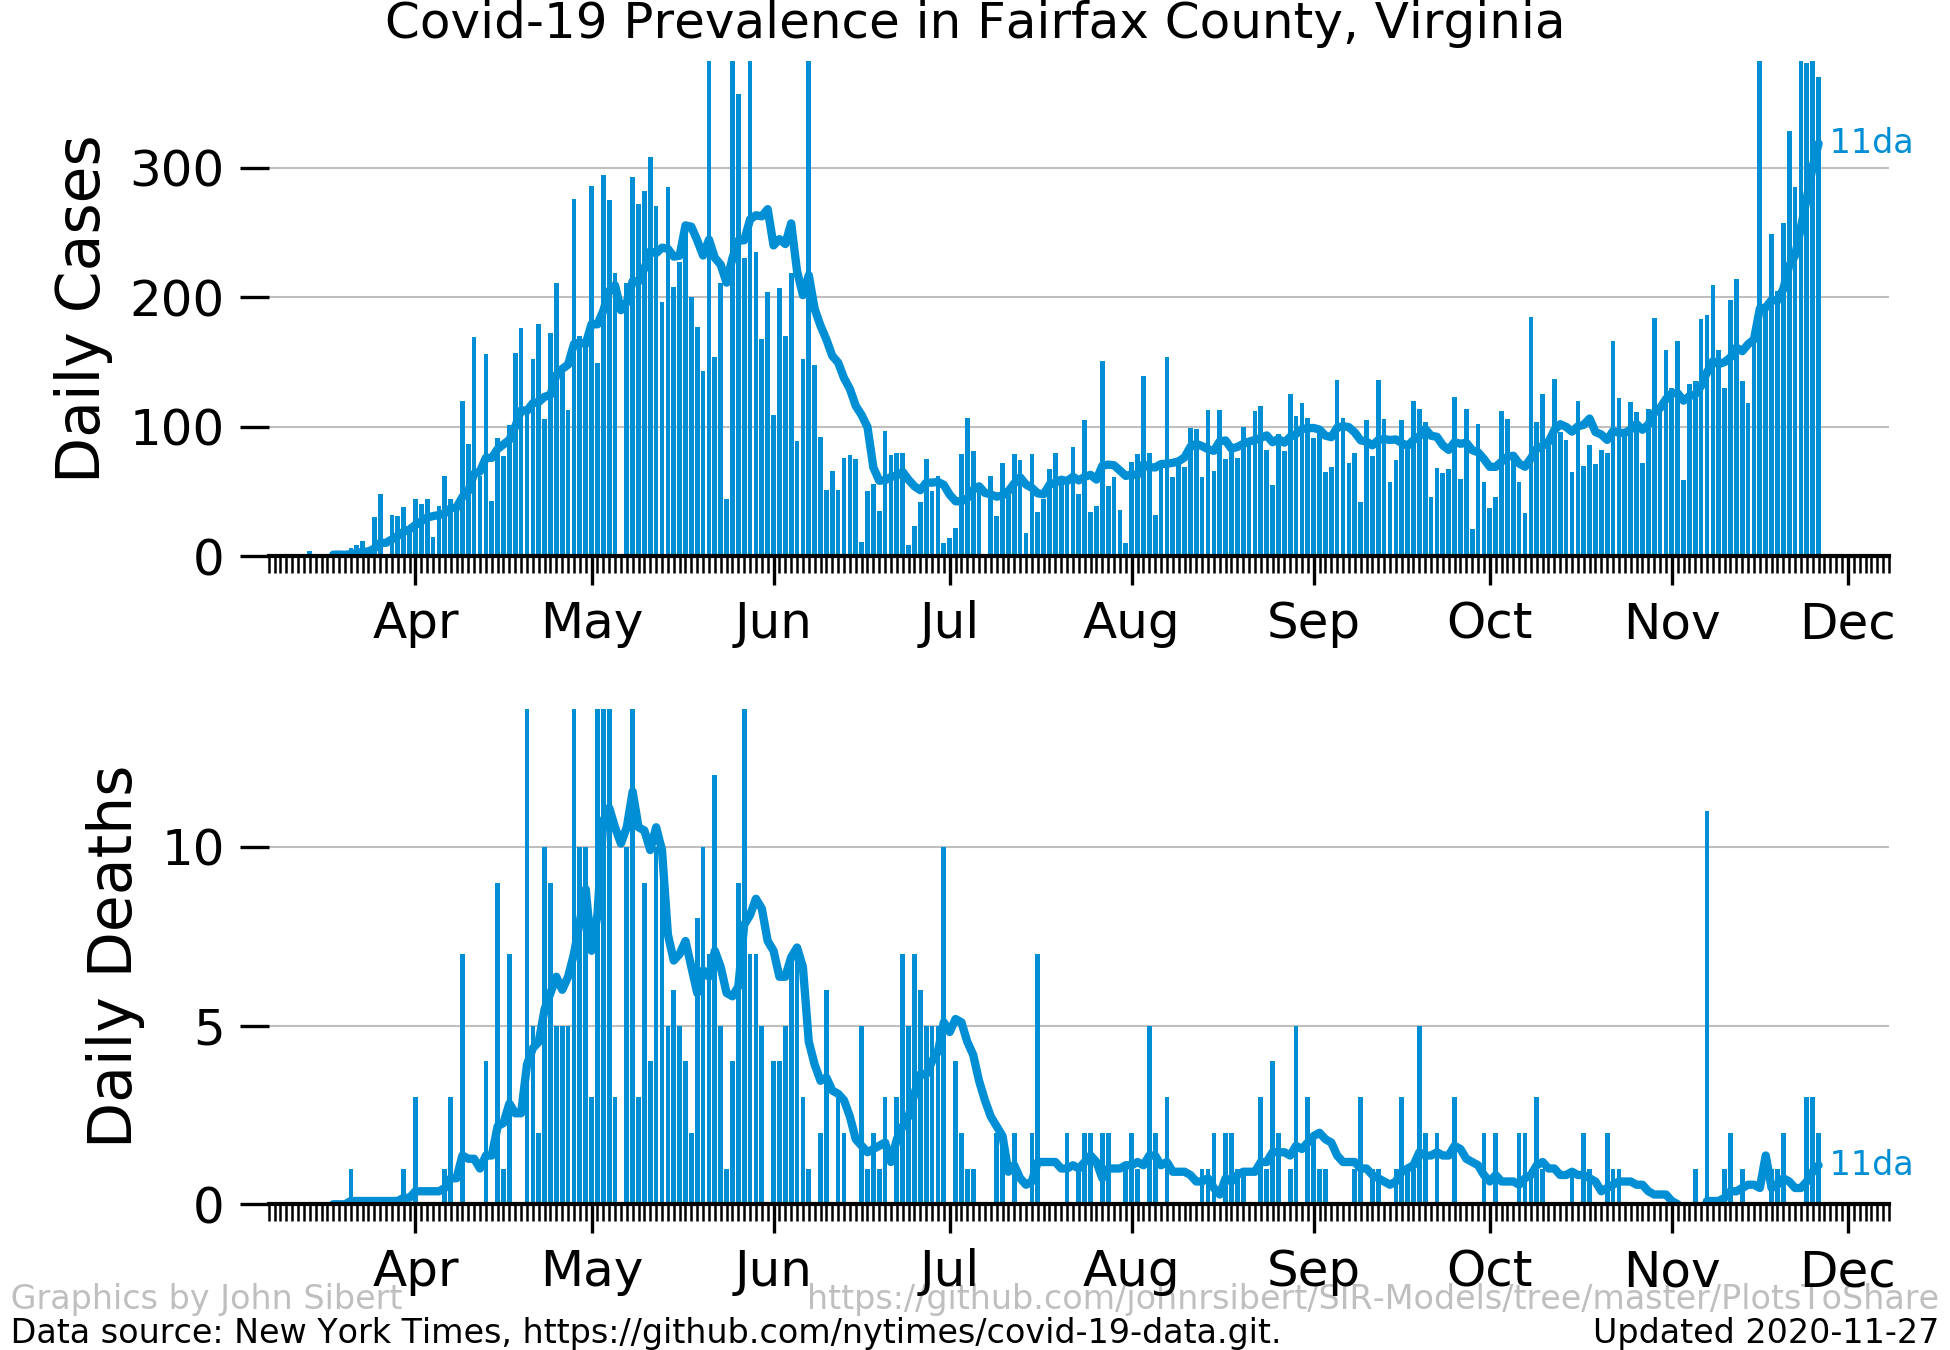 Covid-19 Prevalence in Fairfax County, Virginia
Daily Cases
300
200
100
0
11da
Apr May Jun Jul Aug Sep Oct Nov Dec
Daily Deaths
10
5
0
11da
Apr May Jun Jul Aug Sep Oct Nov Dec
Graphics by John Sibert https://github.com/johnrsibert/SIR-Models/tree/master/PlotsToShare
Data source: New York Times, https://github.com/nytimes/covid-19-data.git. Updated 2020-11-27